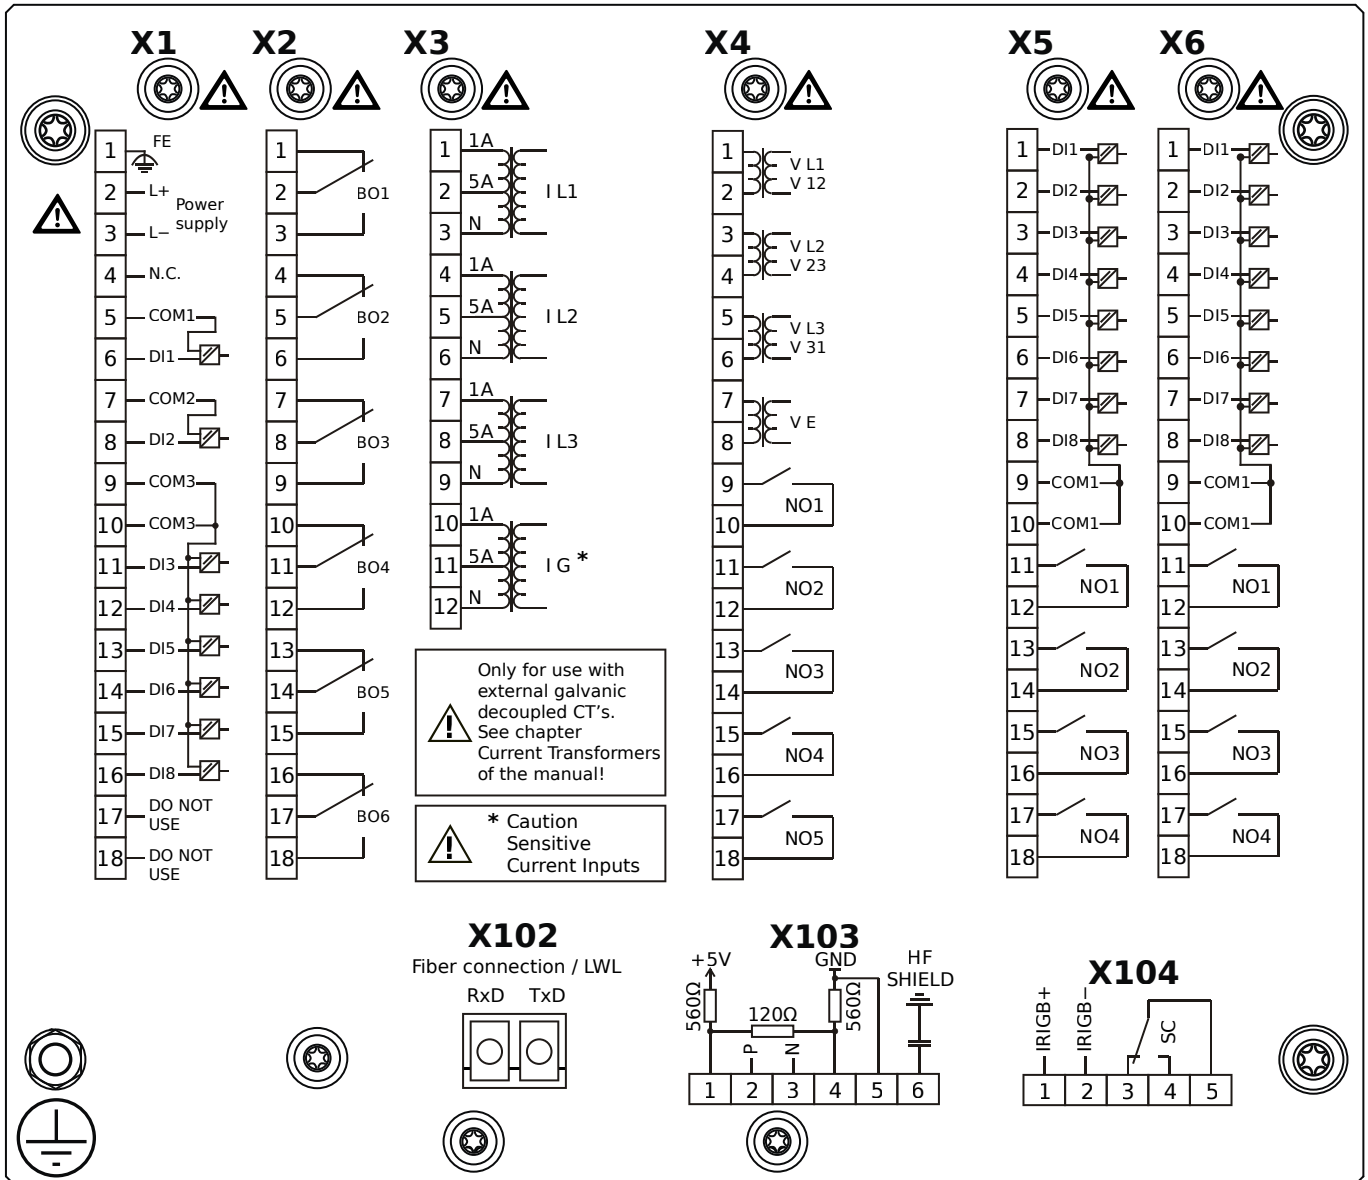 X1
X2
X3
X4
X5
X6
1 FE
2 L+
Power
supply
3 L−
4 N.C.
5 COM1
6 DI1
7 COM2
8 DI2
9 COM3
10 COM3
11 DI3
12 DI4
13 DI5
14 DI6
15 DI7
16 DI8
17 DO NOT
USE
18 DO NOT
USE
1
2 BO1
3
4
5 BO2
6
7
8 BO3
9
10
11 BO4
12
13
14 BO5
15
16
17 BO6
18
1 1A
2 5A I L1
3 N
4 1A
5 5A I L2
6 N
7 1A
8 5A I L3
9 N
10 1A
11 5A I G *
12 N
Only for use with
external galvanic
decoupled CT's.
See chapter
Current Transformers
of the manual!
* Caution
Sensitive
Current Inputs
1 V L1
2 V 12
3 V L2
4 V 23
5 V L3
6 V 31
7 V E
8
9 NO1
10
11 NO2
12
13 NO3
14
15 NO4
16
17 NO5
18
1 DI1
2 DI2
3 DI3
4 DI4
5 DI5
6 DI6
7 DI7
8 DI8
9 COM1
10 COM1
11 NO1
12
13 NO2
14
15 NO3
16
17 NO4
18
1 DI1
2 DI2
3 DI3
4 DI4
5 DI5
6 DI6
7 DI7
8 DI8
9 COM1
10 COM1
11 NO1
12
13 NO2
14
15 NO3
16
17 NO4
18
X102
Fiber connection / LWL
RxD TxD
X103
+5V GND HF
SHIELD
560Ω 120Ω 560Ω
P N
1 2 3 4 5 6
X104
IRIGB+ IRIGB− SC
1 2 3 4 5